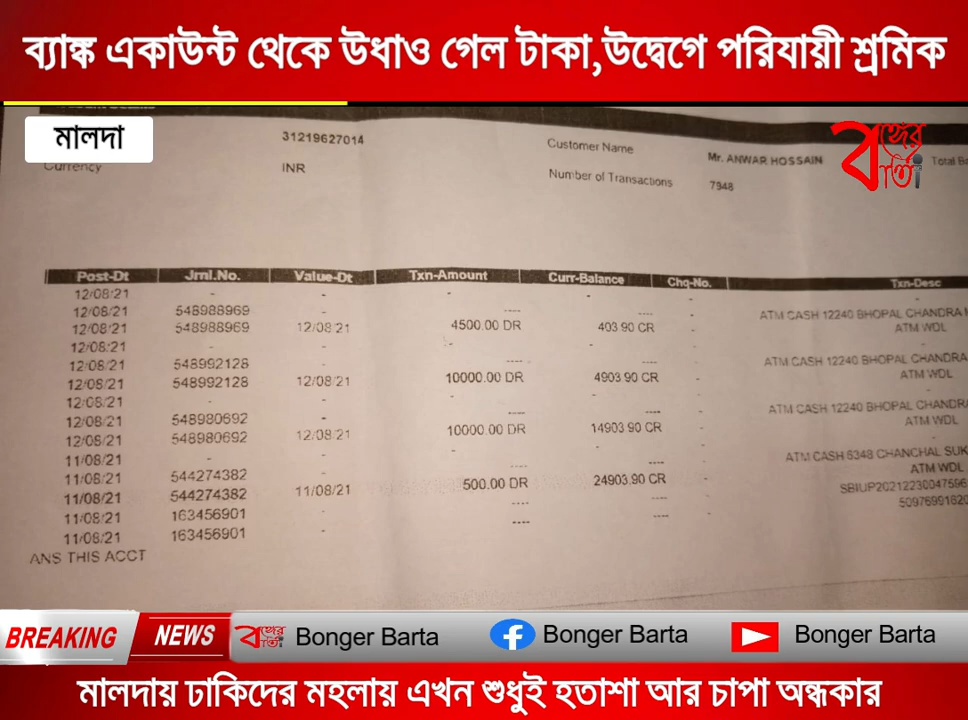 ব্যাঙ্ক একাউন্ট থেকে উধাও গেল টাকা,উদ্বেগে পরিযায়ী শ্রমিক
মালদা
বঙ্গের বার্তা
31219627014 Customer Name Mr. ANWAR HOSSAIN Total Ba
Currency INR Number of Transactions 7948
Post-Dt Jrnl.No. Value-Dt Txn-Amount Curr-Balance Chq-No. Txn-Desc
12/08/21 - - - - -
12/08/21 548988969 - ---- ---- - ATM CASH 12240 BHOPAL CHANDRA
12/08/21 548988969 12/08/21 4500.00 DR 403.90 CR - ATM WDL
12/08/21 - - - - -
12/08/21 548992128 - ---- ---- - ATM CASH 12240 BHOPAL CHANDRA
12/08/21 548992128 12/08/21 10000.00 DR 4903.90 CR - ATM WDL
12/08/21 - - - - -
12/08/21 548980692 - ---- ---- - ATM CASH 12240 BHOPAL CHANDRA
12/08/21 548980692 12/08/21 10000.00 DR 14903.90 CR - ATM WDL
11/08/21 - - - - -
11/08/21 544274382 - ---- ---- - ATM CASH 6348 CHANCHAL SUK
11/08/21 544274382 11/08/21 500.00 DR 24903.90 CR - ATM WDL
11/08/21 163456901 - ---- ---- - SBIUP20212230047596
11/08/21 163456901 - ---- ---- 50976991620
ANS THIS ACCT
BREAKING NEWS বঙ্গের বার্তা Bonger Barta Bonger Barta Bonger Barta
মালদায় ঢাকিদের মহলায় এখন শুধুই হতাশা আর চাপা অন্ধকার